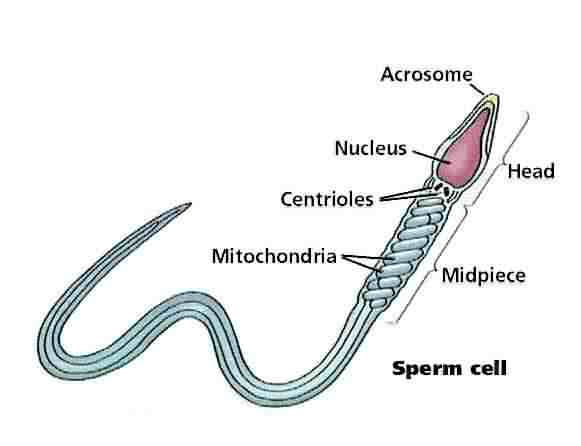 Acrosome
Nucleus
Head
Centrioles
Mitochondria
Midpiece
Sperm cell